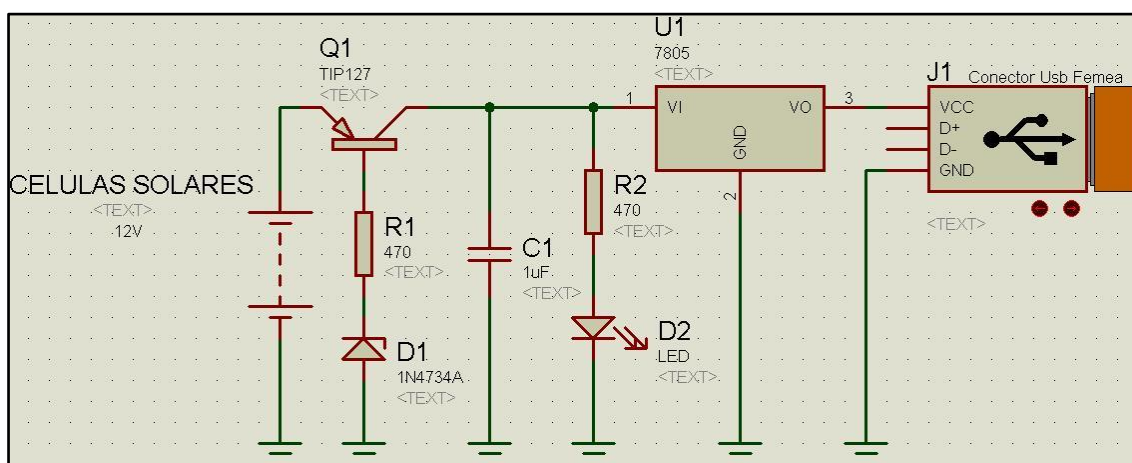 Q1
TIP127
<TEXT>
CELULAS SOLARES
<TEXT>
12V
R1
470
<TEXT>
D1
1N4734A
<TEXT>
C1
1uF
<TEXT>
R2
470
<TEXT>
D2
LED
<TEXT>
U1
7805
<TEXT>
1
VI
VO
3
GND
2
J1
Conector Usb Femea
VCC
D+
D-
GND
<TEXT>